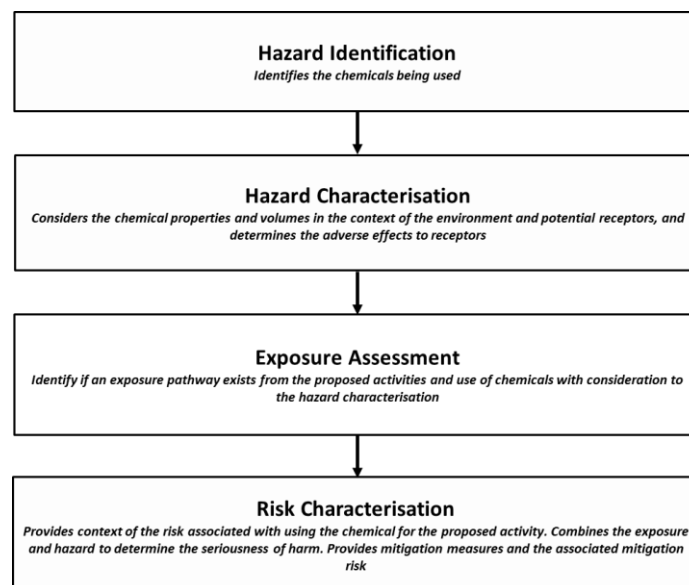 Hazard Identification
Identifies the chemicals being used
Hazard Characterisation
Considers the chemical properties and volumes in the context of the environment and potential receptors, and
determines the adverse effects to receptors
Exposure Assessment
Identify if an exposure pathway exists from the proposed activities and use of chemicals with consideration to
the hazard characterisation
Risk Characterisation
Provides context of the risk associated with using the chemical for the proposed activity. Combines the exposure
and hazard to determine the seriousness of harm. Provides mitigation measures and the associated mitigation
risk